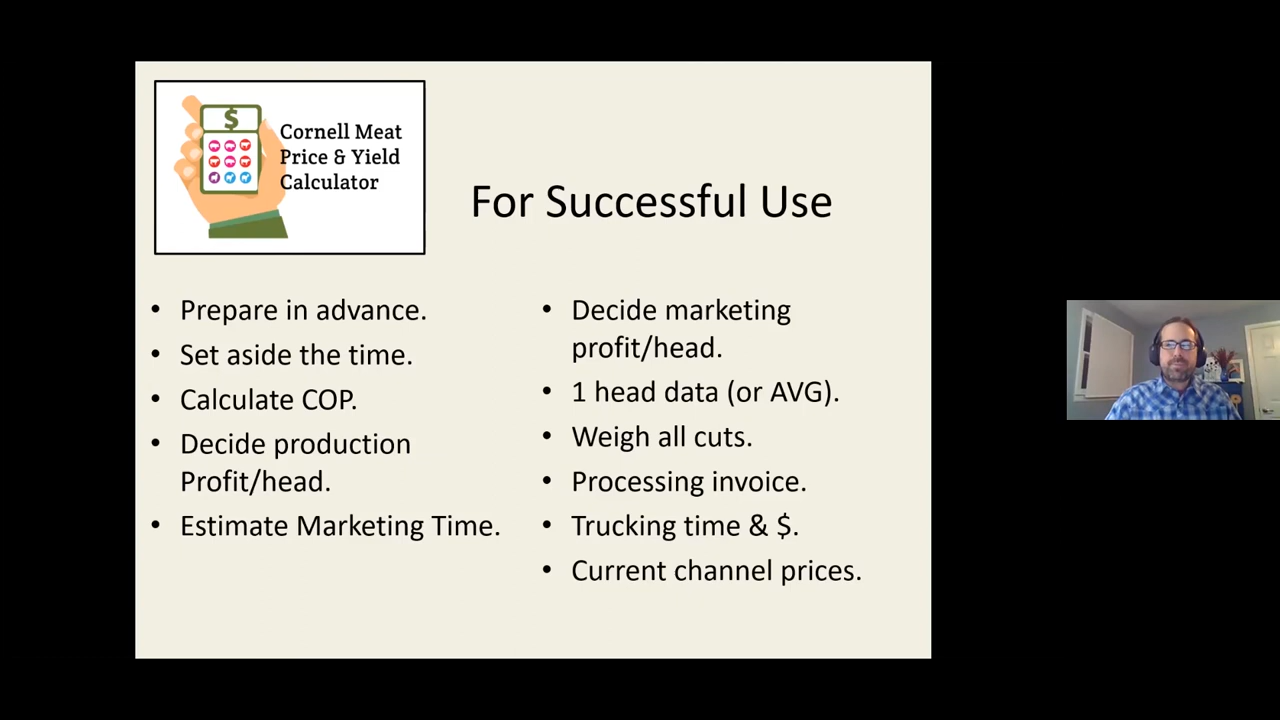 $
Cornell Meat
Price & Yield
Calculator
For Successful Use
• Prepare in advance.
• Set aside the time.
• Calculate COP.
• Decide production
Profit/head.
• Estimate Marketing Time.
• Decide marketing
profit/head.
• 1 head data (or AVG).
• Weigh all cuts.
• Processing invoice.
• Trucking time & $.
• Current channel prices.